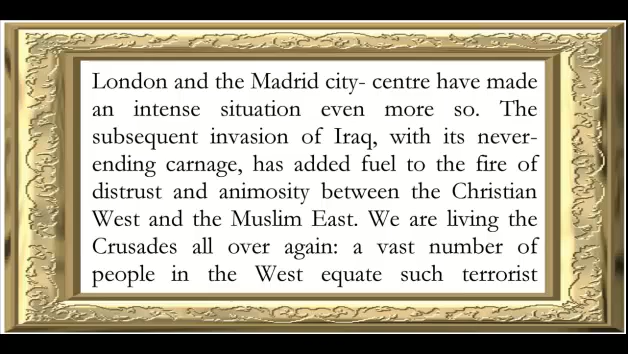 London and the Madrid city- centre have made
an intense situation even more so. The
subsequent invasion of Iraq, with its never-
ending carnage, has added fuel to the fire of
distrust and animosity between the Christian
West and the Muslim East. We are living the
Crusades all over again: a vast number of
people in the West equate such terrorist